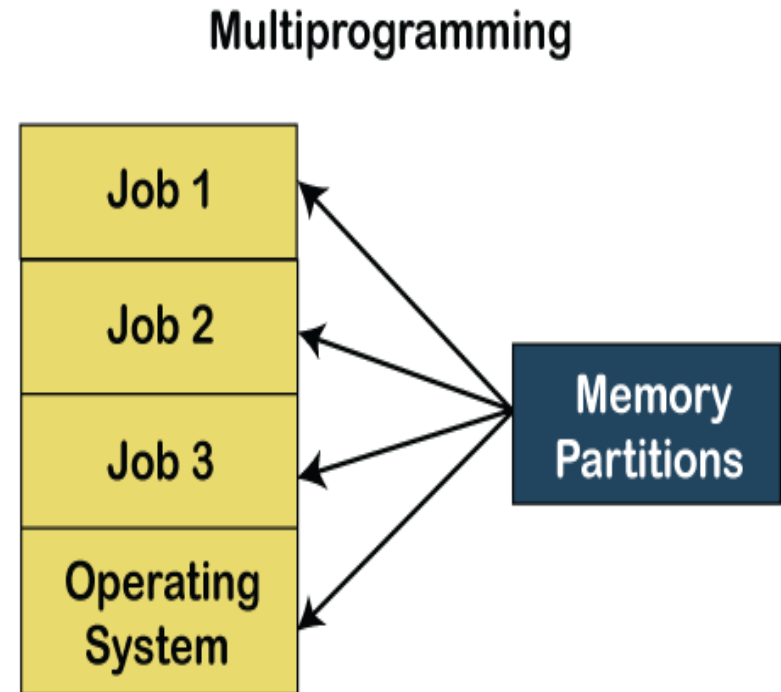 Multiprogramming
Job 1
Job 2
Job 3
Operating
System
Memory
Partitions